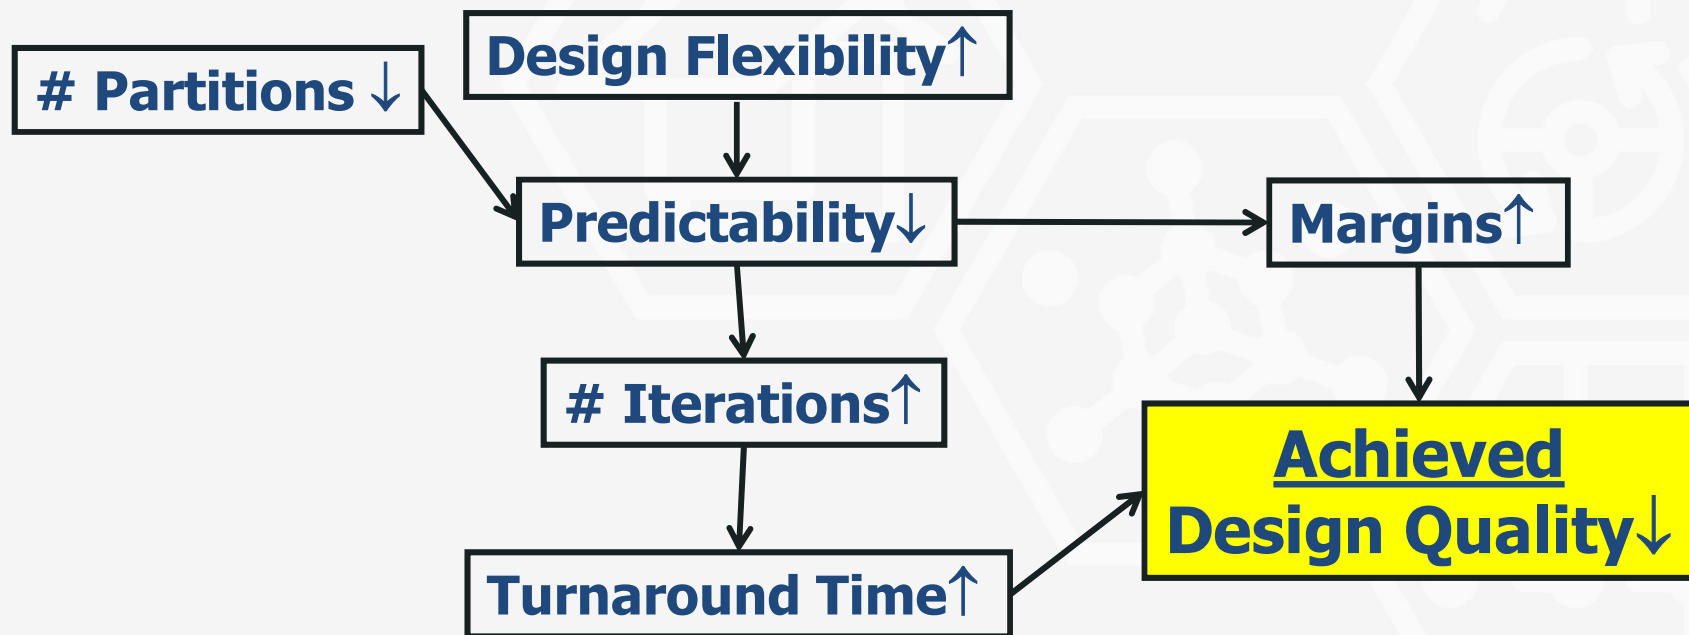 Design Flexibility↑
# Partitions ↓
Predictability↓
Margins↑
# Iterations↑
Achieved
Design Quality↓
Turnaround Time↑